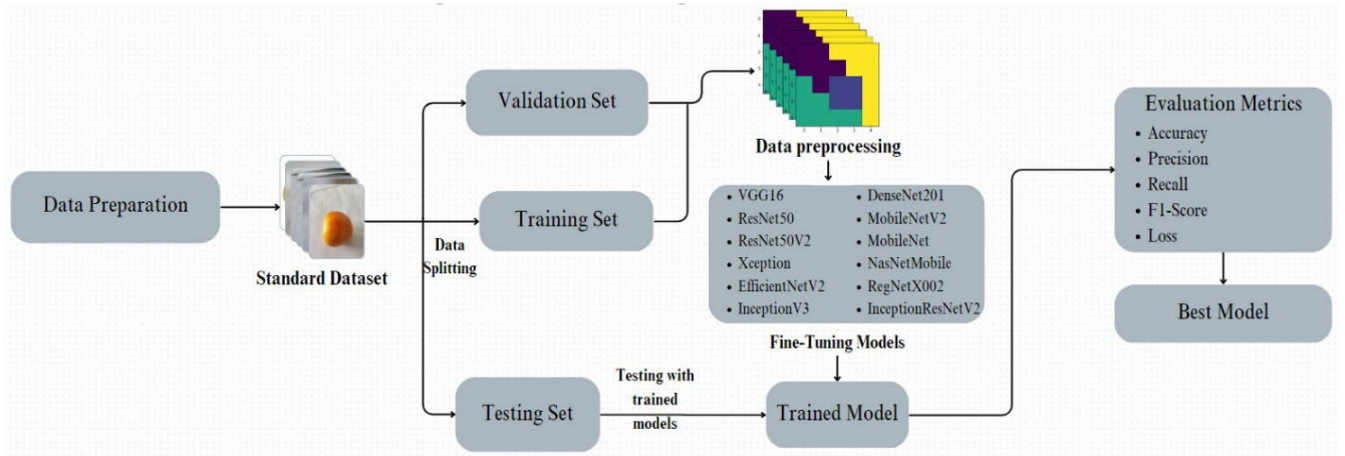 Data Preparation
Standard Dataset
Data
Splitting
Validation Set
Training Set
Testing Set
Data preprocessing
• VGG16
• ResNet50
• ResNet50V2
• Xception
• EfficientNetV2
• InceptionV3
• DenseNet201
• MobileNetV2
• MobileNet
• NasNetMobile
• RegNetX002
• InceptionResNetV2
Fine-Tuning Models
Testing with
trained
models
Trained Model
Evaluation Metrics
• Accuracy
• Precision
• Recall
• F1-Score
• Loss
Best Model